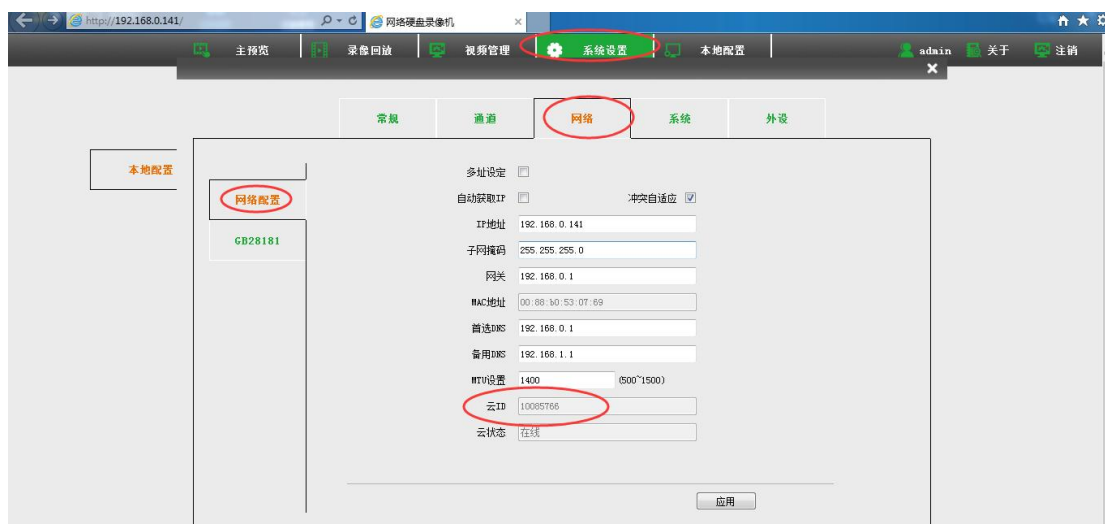 http://192.168.0.141/
网络硬盘录像机
主预览 录像回放 视频管理 系统设置 本地配置 admin 关于 注销
常规 通道 网络 系统 外设
本地配置
网络配置
GB28181
多址设定
自动获取IP 冲突自适应
IP地址 192.168.0.141
子网掩码 255.255.255.0
网关 192.168.0.1
MAC地址 00:88:b0:53:07:69
首选DNS 192.168.0.1
备用DNS 192.168.1.1
MTU设置 1400 (500~1500)
云ID 10085766
云状态 在线
应用